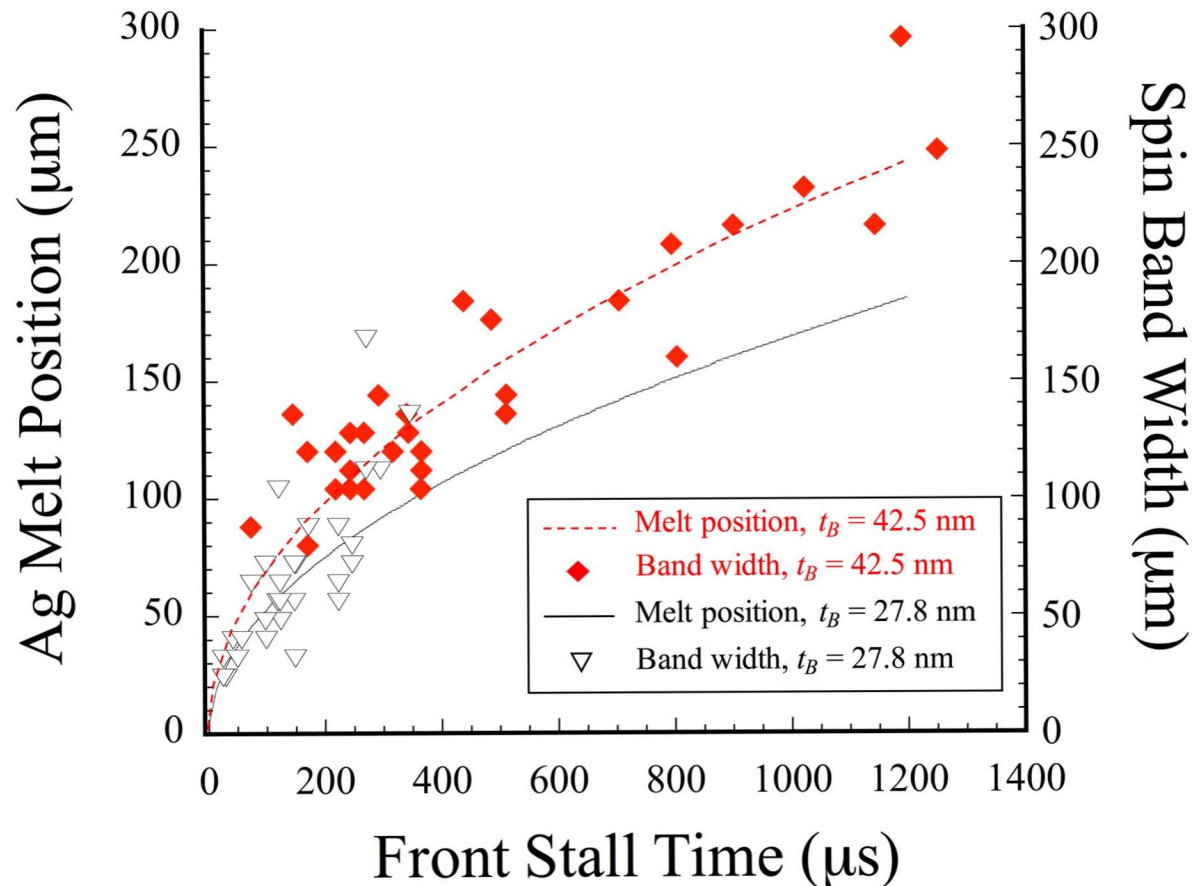 Ag Melt Position (μm)
300
250
200
150
100
50
0
Melt position, tB = 42.5 nm
Band width, tB = 42.5 nm
Melt position, tB = 27.8 nm
Band width, tB = 27.8 nm
300
250
200
150
100
50
0
Spin Band Width (μm)
0 200 400 600 800 1000 1200 1400
Front Stall Time (μs)